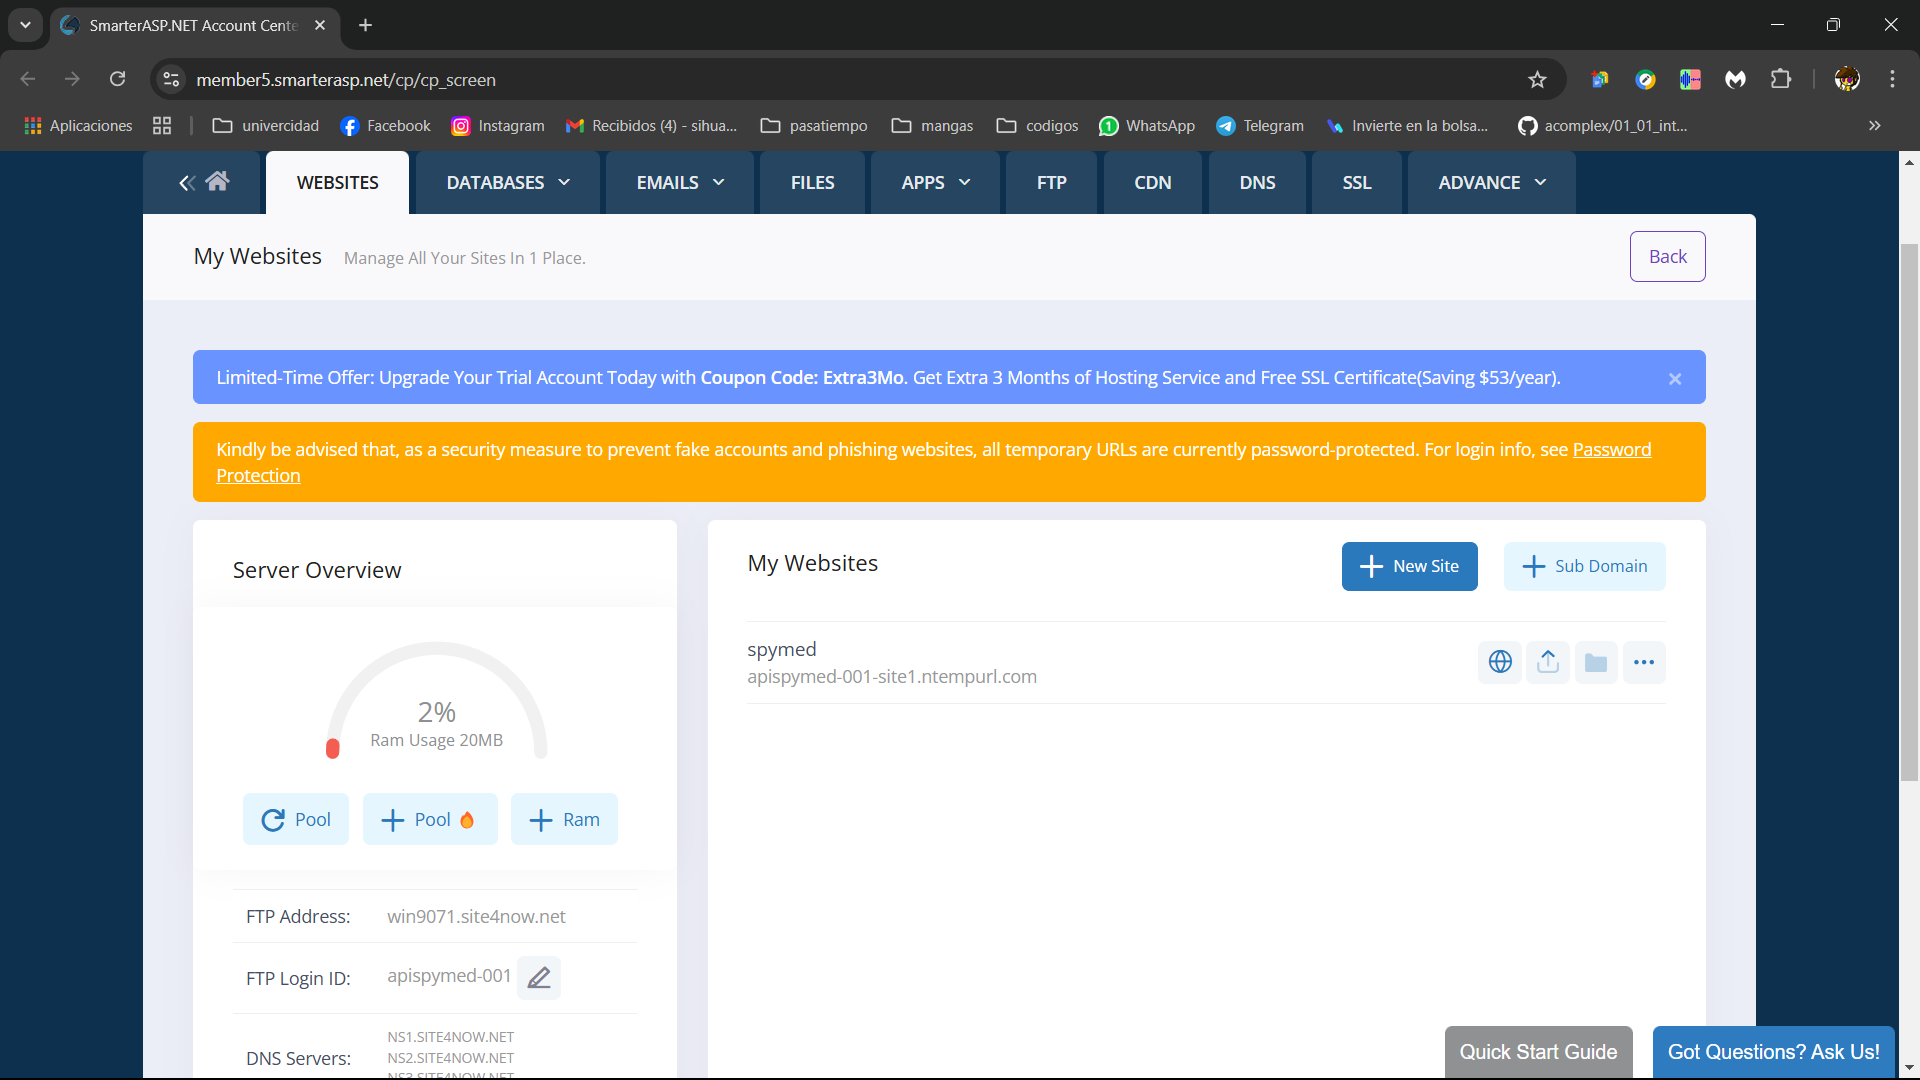 SmarterASP.NET Account Cente
member5.smarterasp.net/cp/cp_screen
Aplicaciones
univercidad
Facebook
Instagram
Recibidos (4) - sihua...
pasatiempo
mangas
codigos
WhatsApp
Telegram
Invierte en la bolsa...
acomplex/01_01_int...
WEBSITES
DATABASES
EMAILS
FILES
APPS
FTP
CDN
DNS
SSL
ADVANCE
My Websites Manage All Your Sites In 1 Place.
Back
Limited-Time Offer: Upgrade Your Trial Account Today with Coupon Code: Extra3Mo. Get Extra 3 Months of Hosting Service and Free SSL Certificate(Saving $53/year).
Kindly be advised that, as a security measure to prevent fake accounts and phishing websites, all temporary URLs are currently password-protected. For login info, see Password
Protection
Server Overview
2%
Ram Usage 20MB
Pool
Pool
Ram
FTP Address: win9071.site4now.net
FTP Login ID: apispymed-001
DNS Servers:
NS1.SITE4NOW.NET
NS2.SITE4NOW.NET
NS3.SITE4NOW.NET
My Websites
New Site
Sub Domain
spymed
apispymed-001-site1.ntempurl.com
Quick Start Guide
Got Questions? Ask Us!